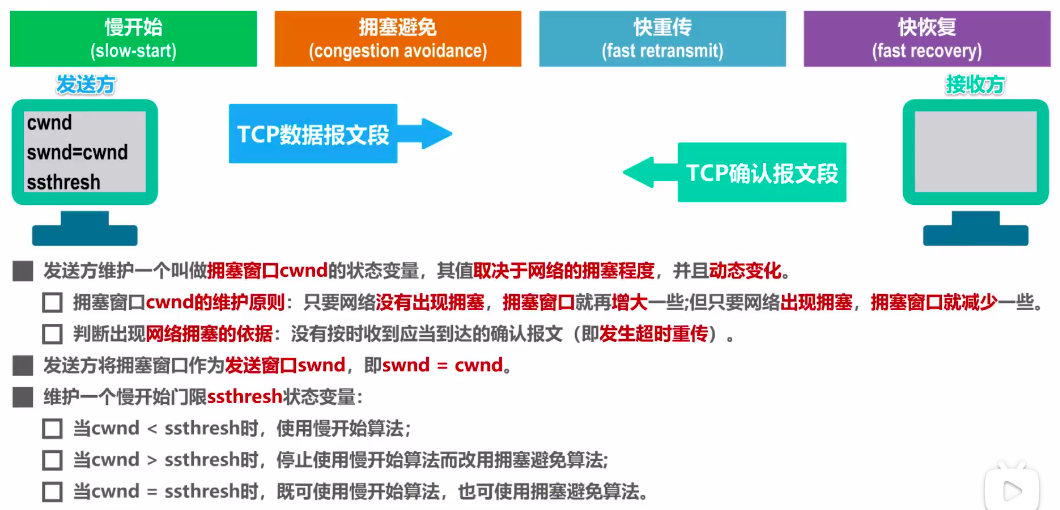 慢开始
(slow-start)
拥塞避免
(congestion avoidance)
快重传
(fast retransmit)
快恢复
(fast recovery)
发送方
接收方
cwnd
swnd=cwnd
ssthresh
TCP数据报文段
TCP确认报文段
发送方维护一个叫做拥塞窗口cwnd的状态变量，其值取决于网络的拥塞程度，并且动态变化。
拥塞窗口cwnd的维护原则：只要网络没有出现拥塞，拥塞窗口就再增大一些;但只要网络出现拥塞，拥塞窗口就减少一些。
判断出现网络拥塞的依据：没有按时收到应当到达的确认报文（即发生超时重传）。
发送方将拥塞窗口作为发送窗口swnd，即swnd = cwnd。
维护一个慢开始门限ssthresh状态变量：
当cwnd < ssthresh时，使用慢开始算法；
当cwnd > ssthresh时，停止使用慢开始算法而改用拥塞避免算法;
当cwnd = ssthresh时，既可使用慢开始算法，也可使用拥塞避免算法。